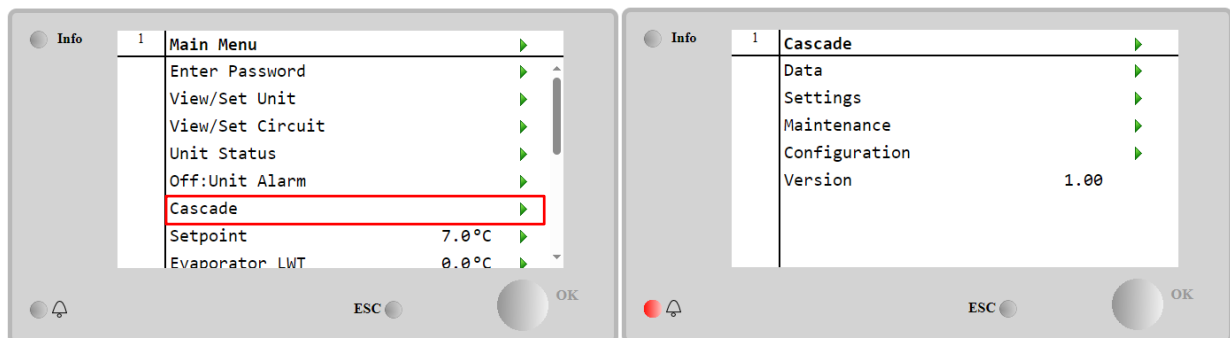 Info
1 Main Menu
Enter Password
View/Set Unit
View/Set Circuit
Unit Status
Off:Unit Alarm
Cascade
Setpoint 7.0°C
Evaporator LWT 0.0°C
ESC
OK
Info
1 Cascade
Data
Settings
Maintenance
Configuration
Version 1.00
ESC
OK